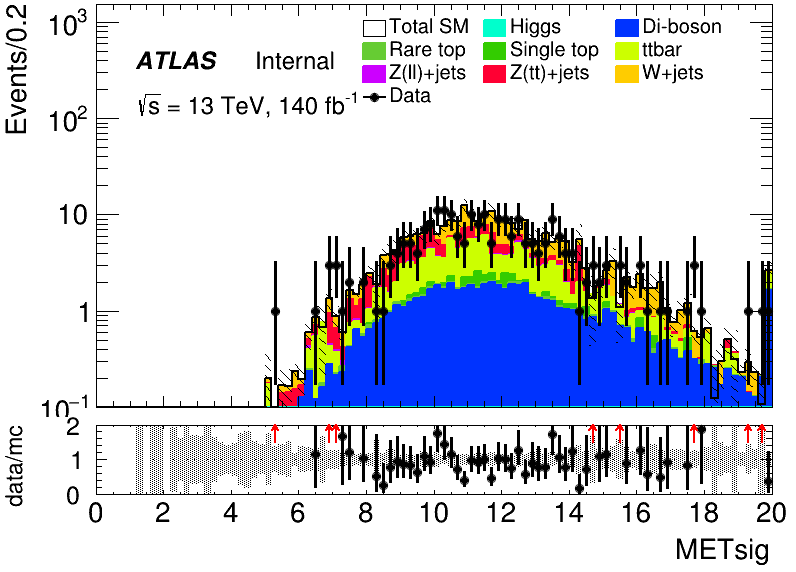 Events/0.2
10³
10²
10
1
10⁻¹
ATLAS Internal
√s = 13 TeV, 140 fb⁻¹
Total SM Higgs Di-boson
Rare top Single top ttbar
Z(ll)+jets Z(tt)+jets W+jets
Data
data/mc
2
1
0
0 2 4 6 8 10 12 14 16 18 20
METsig